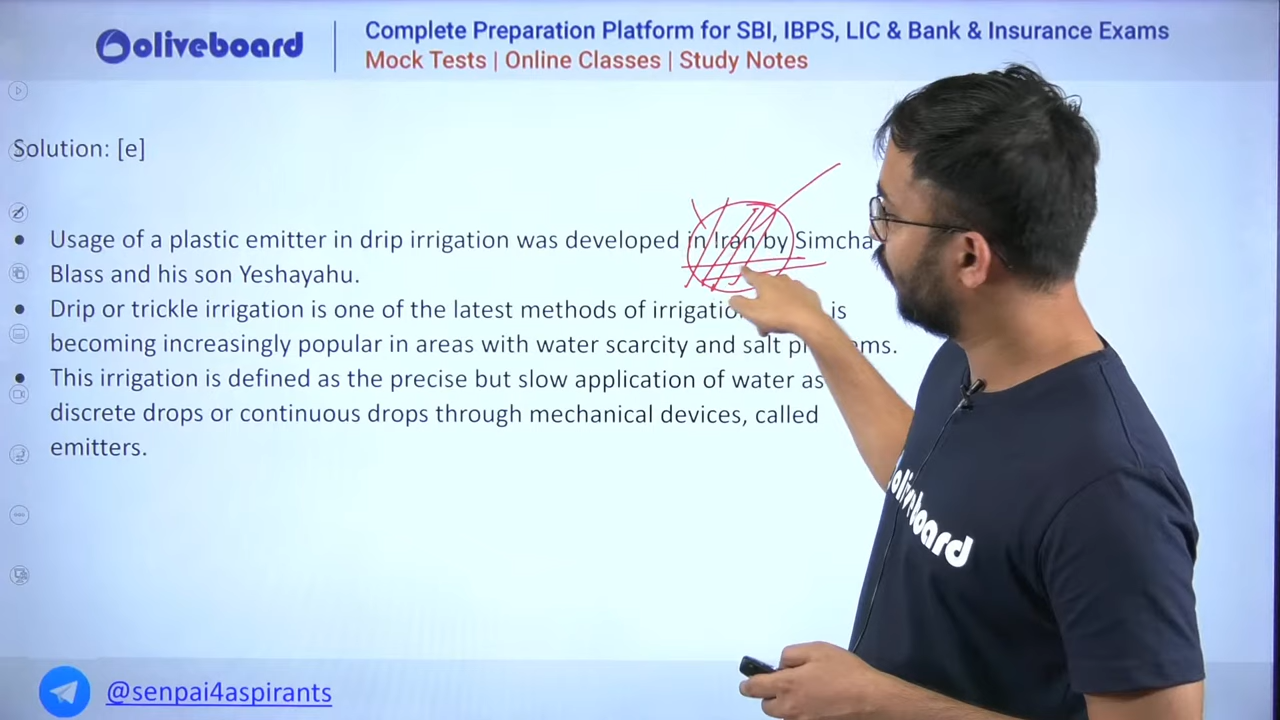 oliveboard
Complete Preparation Platform for SBI, IBPS, LIC & Bank & Insurance Exams
Mock Tests | Online Classes | Study Notes
Solution: [e]
• Usage of a plastic emitter in drip irrigation was developed in Iran by Simcha
Blass and his son Yeshayahu.
• Drip or trickle irrigation is one of the latest methods of is
becoming increasingly popular in areas with water scarcity and salt
• This irrigation is defined as the precise but slow application of water as
discrete drops or continuous drops through mechanical devices, called
emitters.
oliveboard
@senpai4aspirants